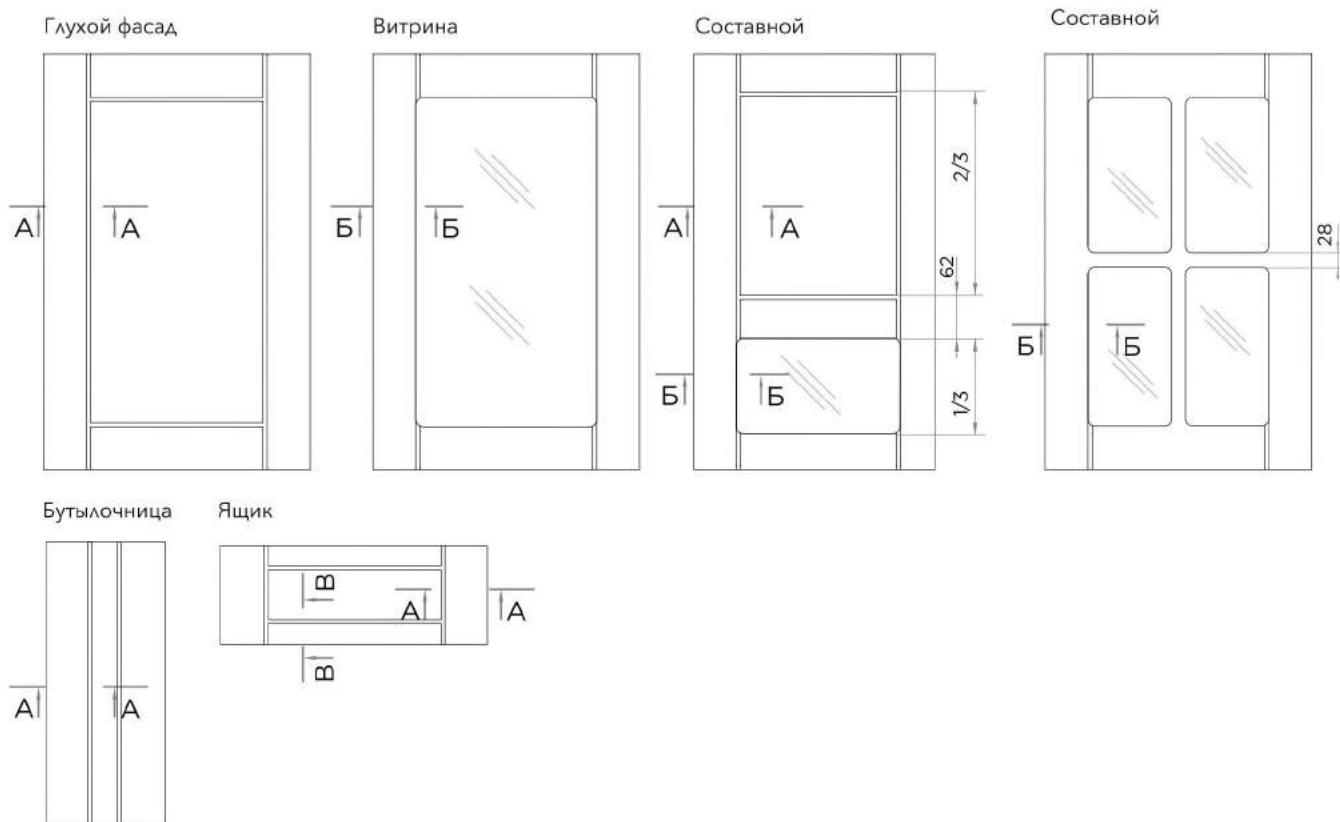 Глухой фасад
Витрина
Составной
Составной
А А
Б Б
А А
2/3
62
28
Б Б
1/3
Б Б
Бутылочница
Ящик
В
А А
В
А А